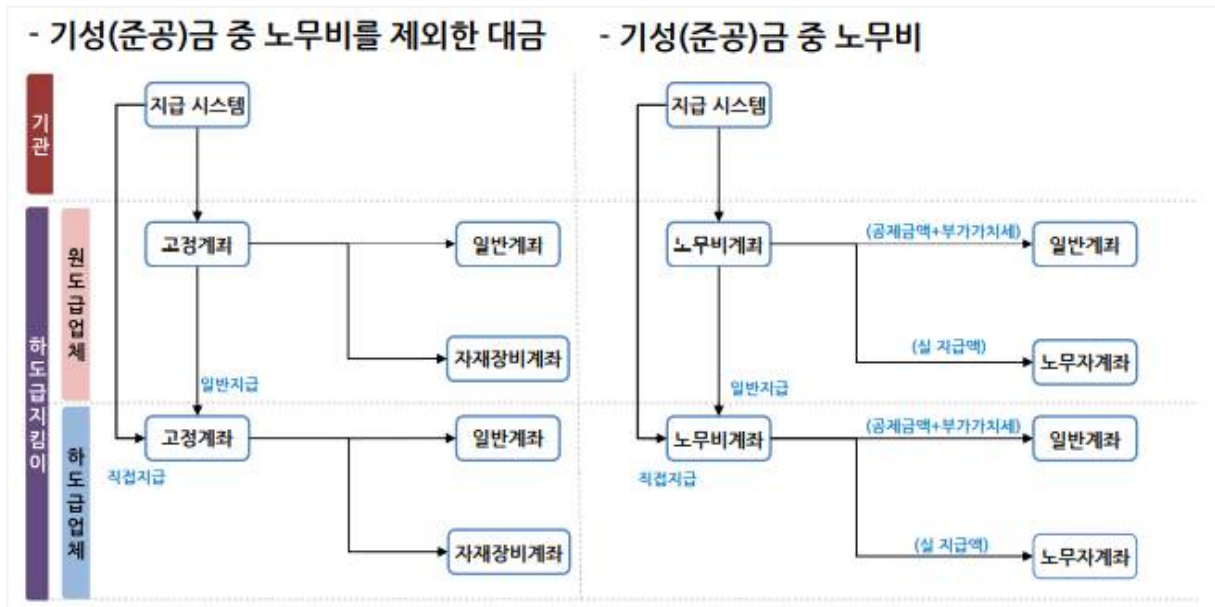 - 기성(준공)금 중 노무비를 제외한 대금
- 기성(준공)금 중 노무비
기관
하도급지킴이
원도급업체
하도급업체
지급 시스템
고정계좌
일반계좌
자재장비계좌
일반지급
고정계좌
일반계좌
직접지급
자재장비계좌
지급 시스템
노무비계좌
(공제금액+부가가치세)
일반계좌
(실 지급액)
노무자계좌
일반지급
노무비계좌
(공제금액+부가가치세)
일반계좌
직접지급
(실 지급액)
노무자계좌